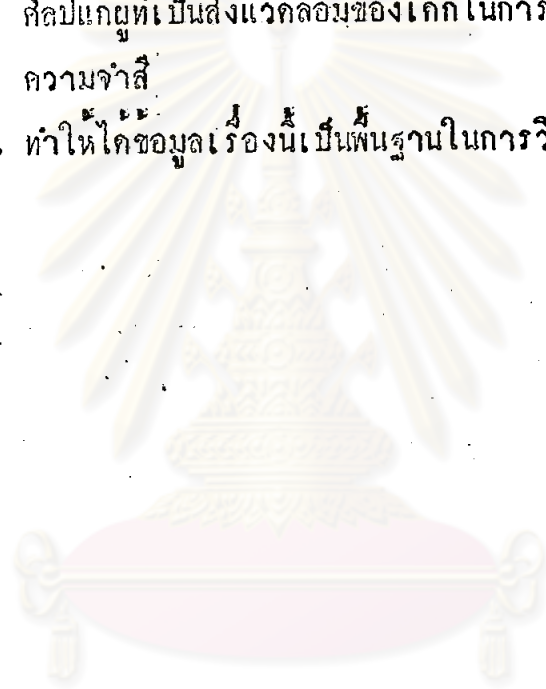 ศิลปแกผู้ที่เป็นสิ่งแวดลอมของเด็กในการ
ความจำสี
ทำให้ได้ข้อมูลเรื่องนี้เป็นพื้นฐานในการวิ